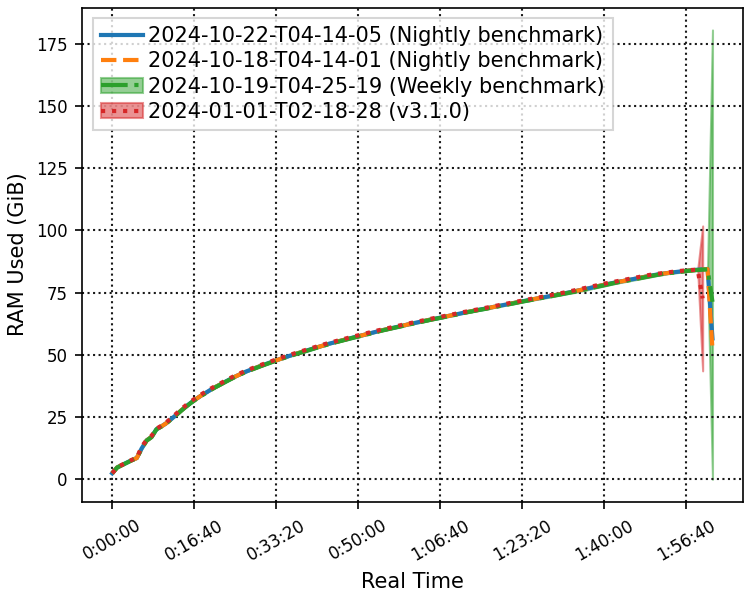 2024-10-22-T04-14-05 (Nightly benchmark)
2024-10-18-T04-14-01 (Nightly benchmark)
2024-10-19-T04-25-19 (Weekly benchmark)
2024-01-01-T02-18-28 (v3.1.0)
RAM Used (GiB)
175
150
125
100
75
50
25
0
0:00:00
0:16:40
0:33:20
0:50:00
1:06:40
1:23:20
1:40:00
1:56:40
Real Time